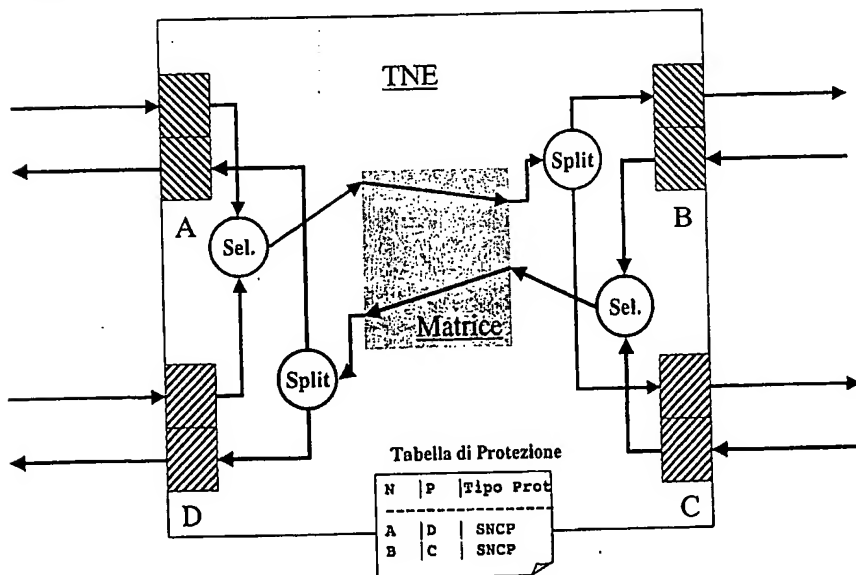 TNE
Split
A
B
Sel.
Sel.
Matrice
Split
Tabella di Protezione
D
C
N |P |Tipo Prot
A |D | SNCP
B |C | SNCP